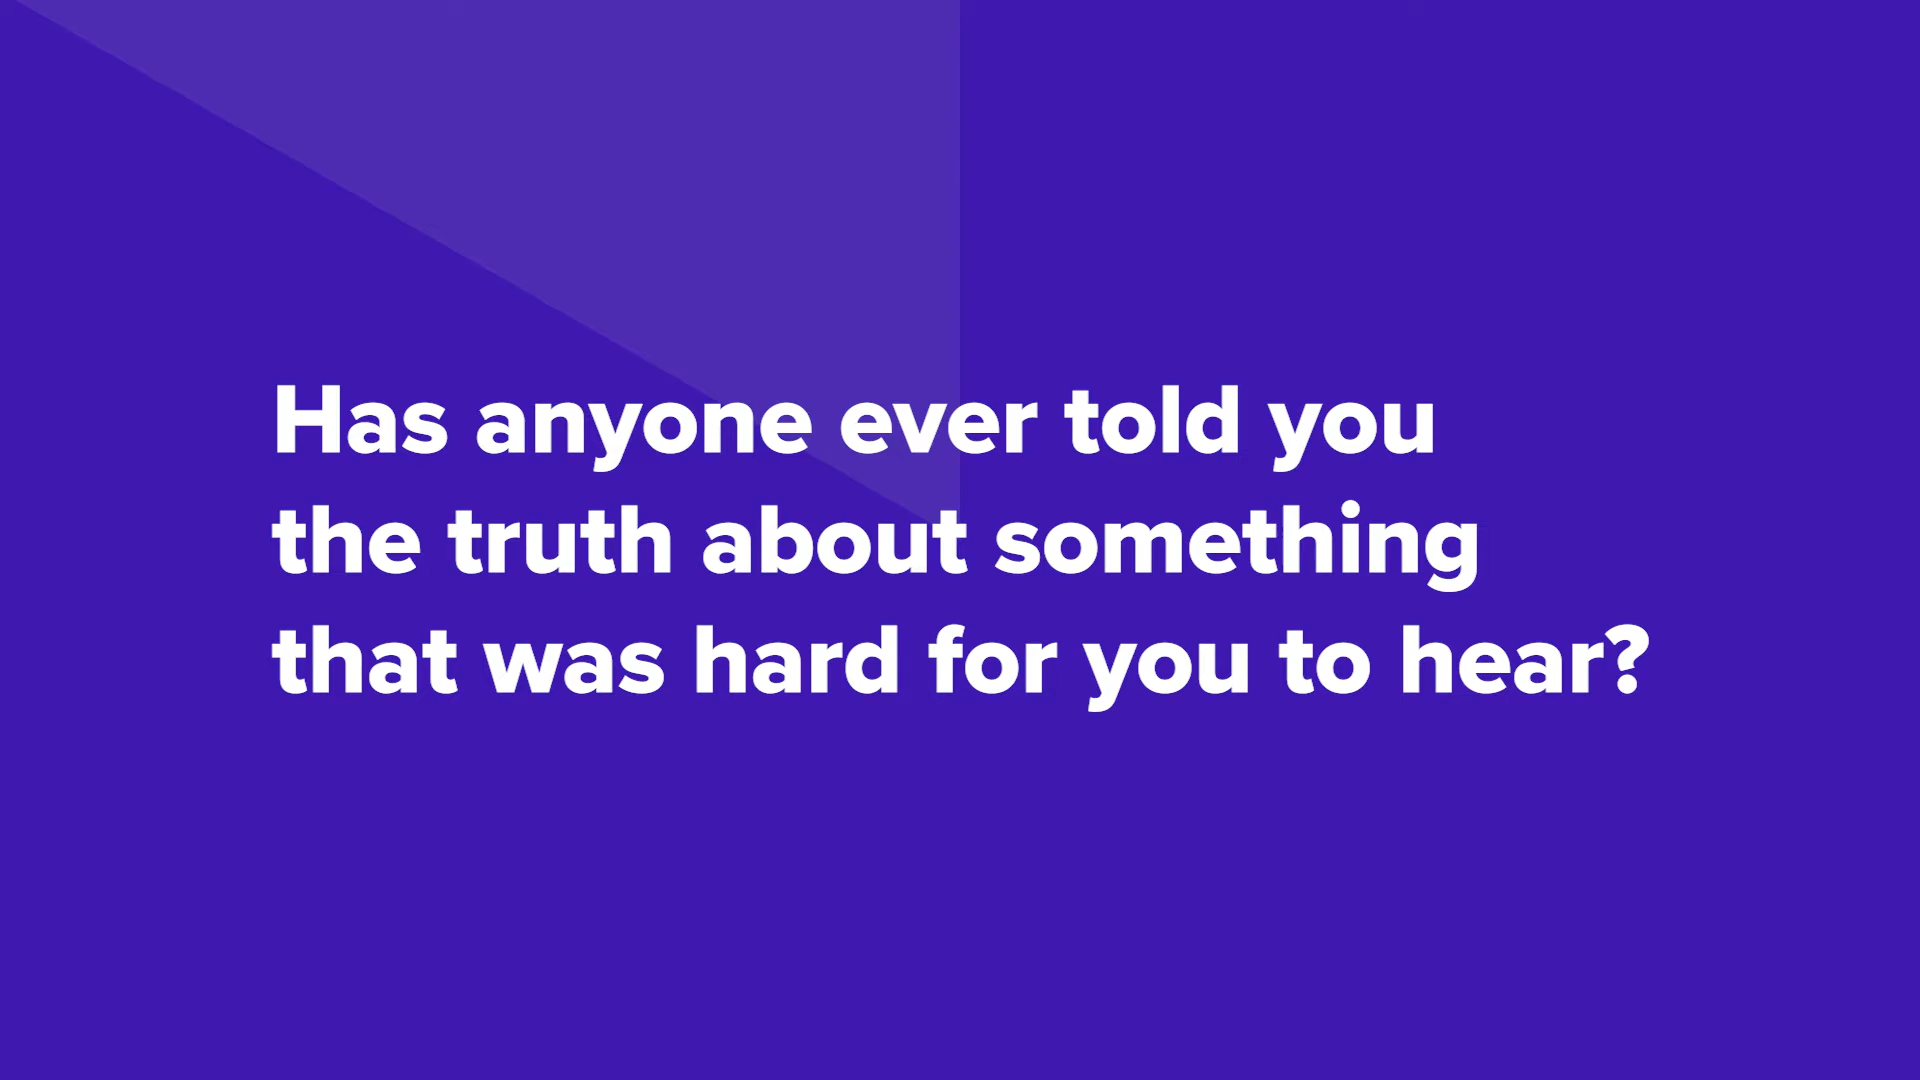 Has anyone ever told you
the truth about something
that was hard for you to hear?